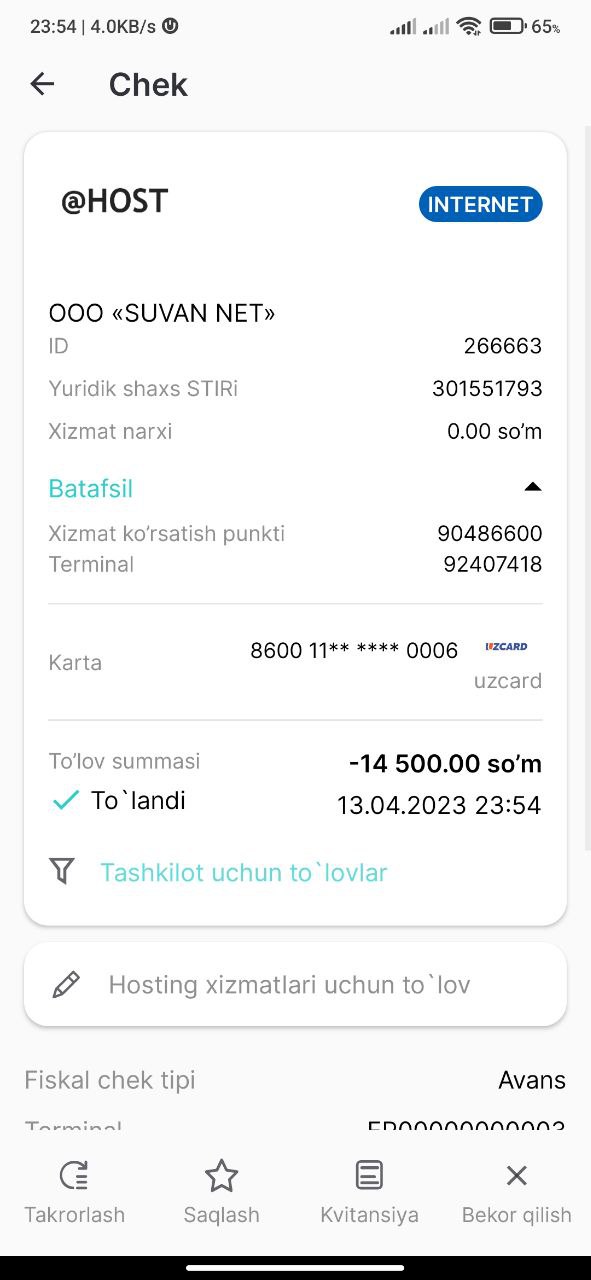 23:54 | 4.0KB/s 65%
Chek
@HOST INTERNET
ООО «SUVAN NET»
ID 266663
Yuridik shaxs STIRi 301551793
Xizmat narxi 0.00 so’m
Batafsil
Xizmat ko’rsatish punkti 90486600
Terminal 92407418
Karta 8600 11** **** 0006 UZCARD
uzcard
To’lov summasi -14 500.00 so’m
To`landi 13.04.2023 23:54
Tashkilot uchun to`lovlar
Hosting xizmatlari uchun to`lov
Fiskal chek tipi Avans
Terminal
Takrorlash Saqlash Kvitansiya Bekor qilish